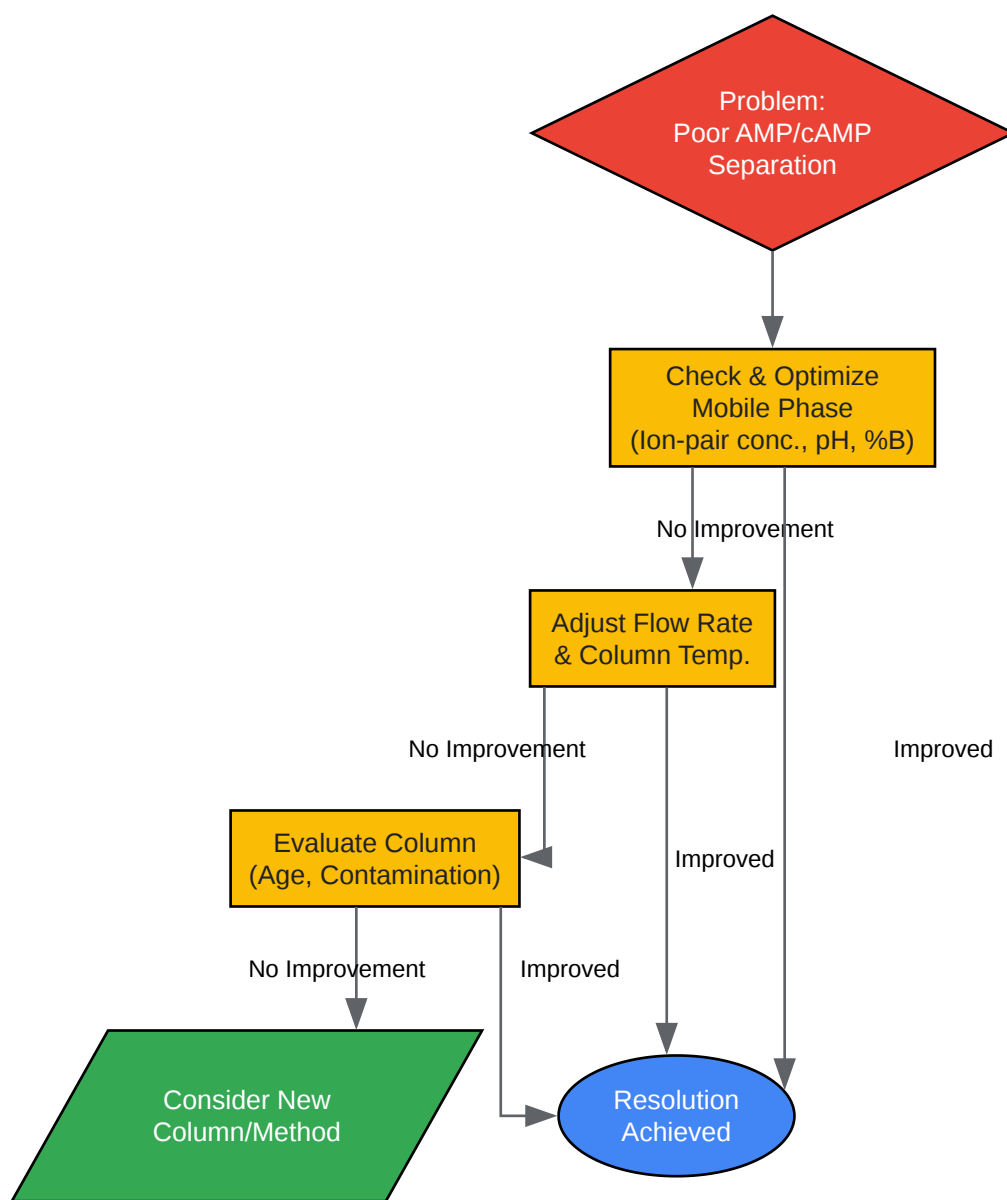 Problem:
Poor AMP/cAMP
Separation
Check & Optimize
Mobile Phase
(Ion-pair conc., pH, %B)
No Improvement
Adjust Flow Rate
& Column Temp.
No Improvement
Improved
Evaluate Column
(Age, Contamination)
Improved
No Improvement
Improved
Consider New
Column/Method
Resolution
Achieved